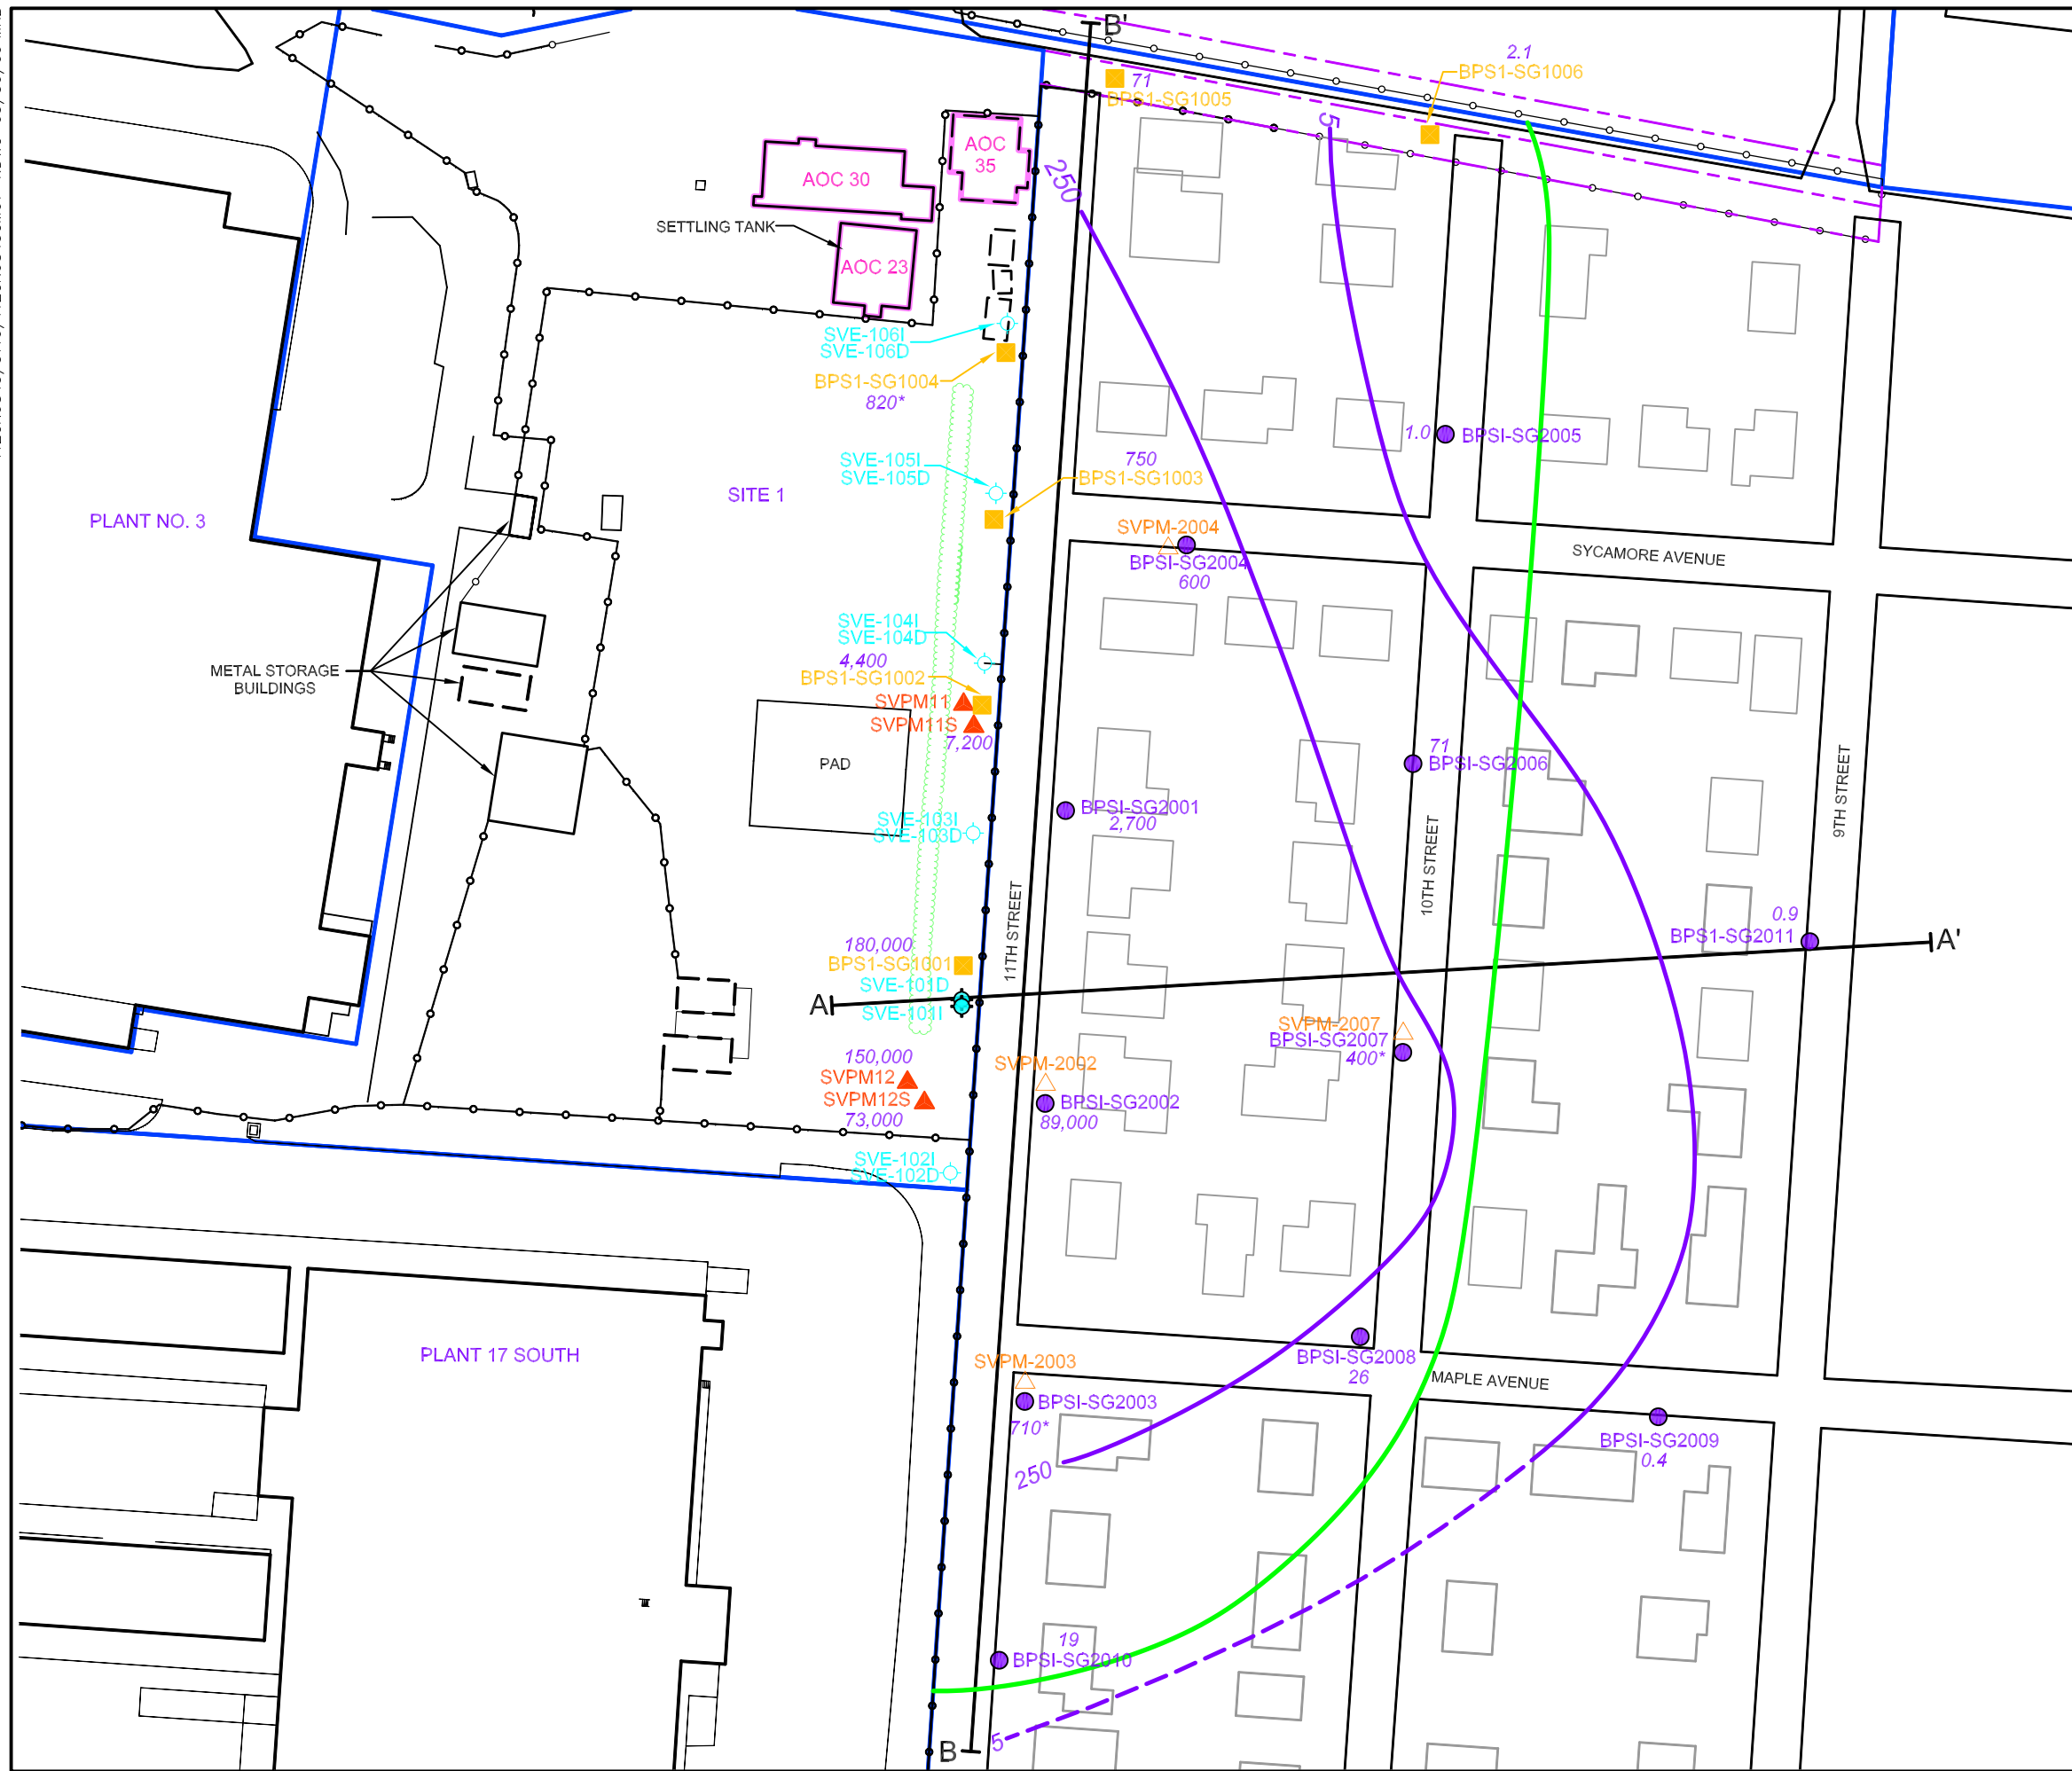 B'
2.1
BPS1-SG1006
71
BPS1-SG1005
5
AOC
35
AOC 30
250
SETTLING TANK
AOC 23
SVE-106I
SVE-106D
BPS1-SG1004
820*
1.0
BPSI-SG2005
750
BPS1-SG1003
SVE-105I
SVE-105D
SITE 1
PLANT NO. 3
SVPM-2004
BPSI-SG2004
600
SYCAMORE AVENUE
SVE-104I
SVE-104D
4,400
BPS1-SG1002
METAL STORAGE
BUILDINGS
SVPM11
SVPM11S
7,200
PAD
71
BPSI-SG2006
9TH STREET
BPSI-SG2001
2,700
SVE-103I
SVE-103D
10TH STREET
11TH STREET
0.9
BPS1-SG2011
A'
180,000
BPS1-SG1001
SVE-101D
A
SVE-101I
SVPM-2007
BPSI-SG2007
400*
150,000
SVPM12
SVPM12S
73,000
SVPM-2002
BPSI-SG2002
89,000
SVE-102I
SVE-102D
PLANT 17 SOUTH
BPSI-SG2008
26
SVPM-2003
MAPLE AVENUE
BPSI-SG2003
710*
BPSI-SG2009
0.4
250
19
BPSI-SG2010
5
B